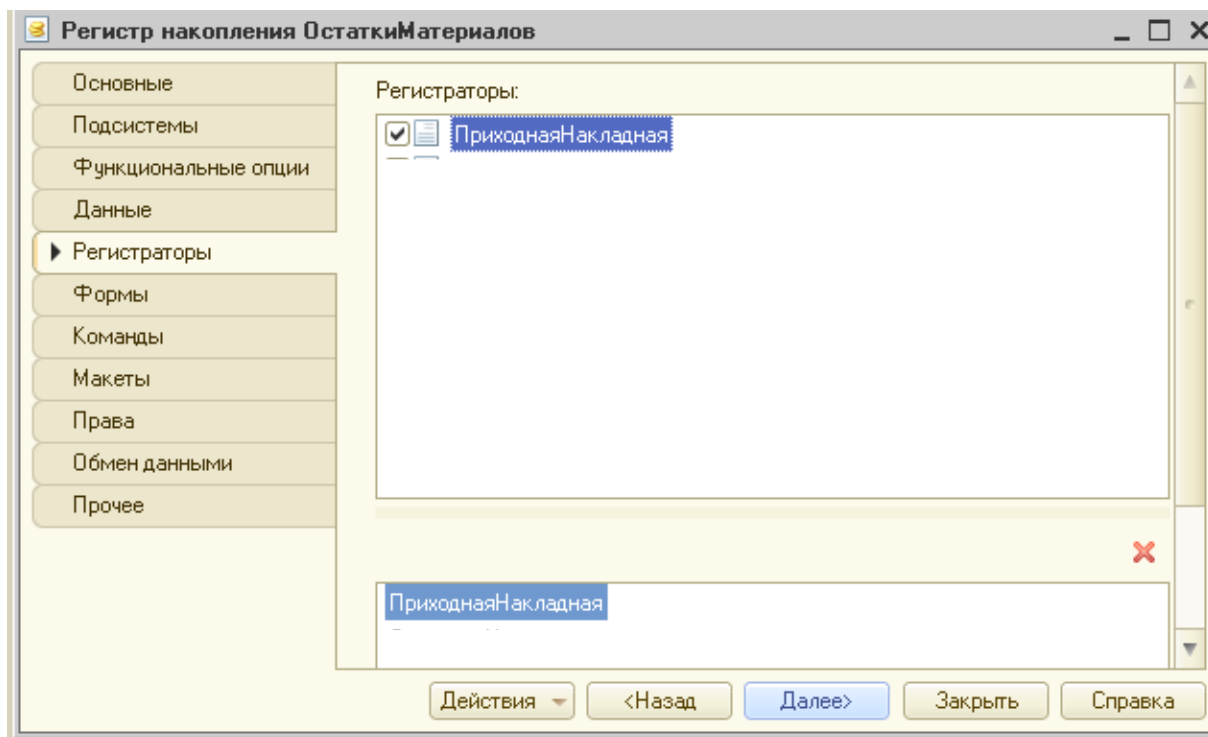 Регистр накопления ОстаткиМатериалов
Основные
Подсистемы
Функциональные опции
Данные
Регистраторы
Формы
Команды
Макеты
Права
Обмен данными
Прочее
Регистраторы:
ПриходнаяНакладная
ПриходнаяНакладная
Действия
<Назад
Далее>
Закрыть
Справка